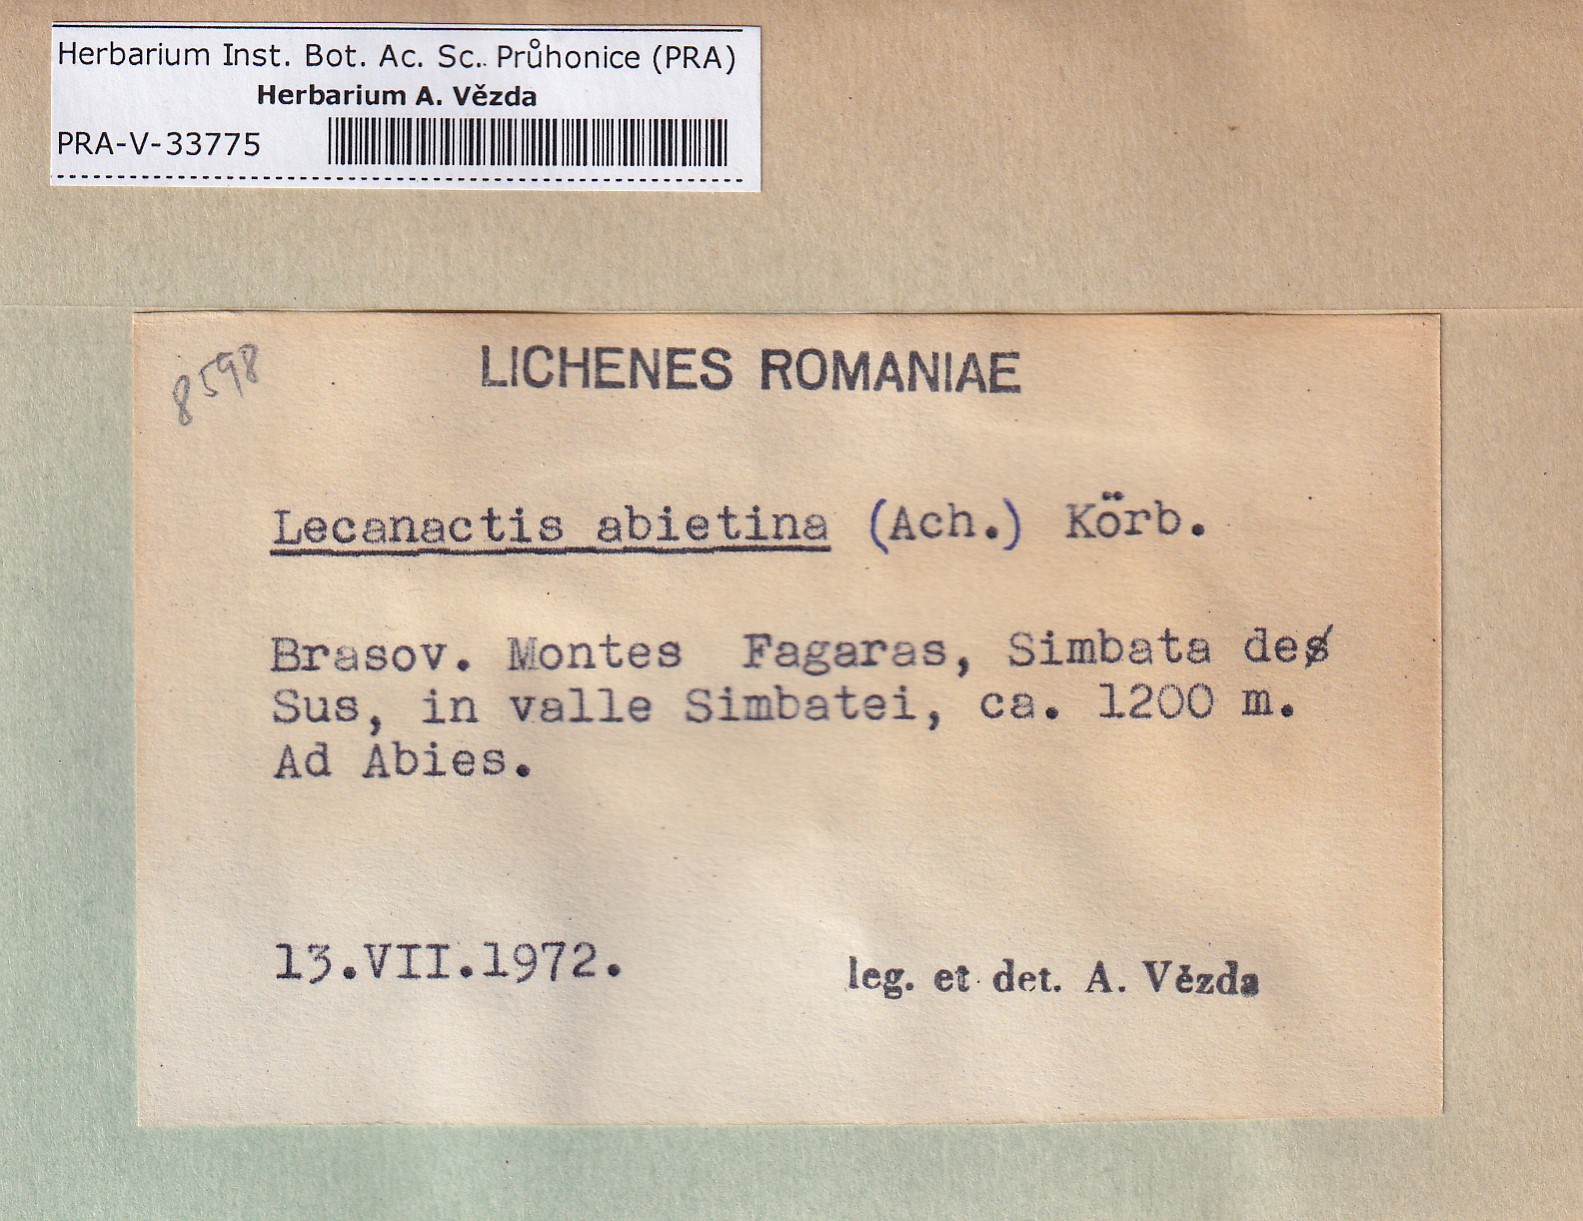 Herbarium Inst. Bot. Ac. Sc. Průhonice (PRA)
Herbarium A. Vězda
PRA-V-33775
8598
LICHENES ROMANIAE
Lecanactis abietina (Ach.) Körb.
Brasov. Montes Fagaras, Simbata de
Sus, in valle Simbatei, ca. 1200 m.
Ad Abies.
13.VII.1972.
leg. et det. A. Vězda